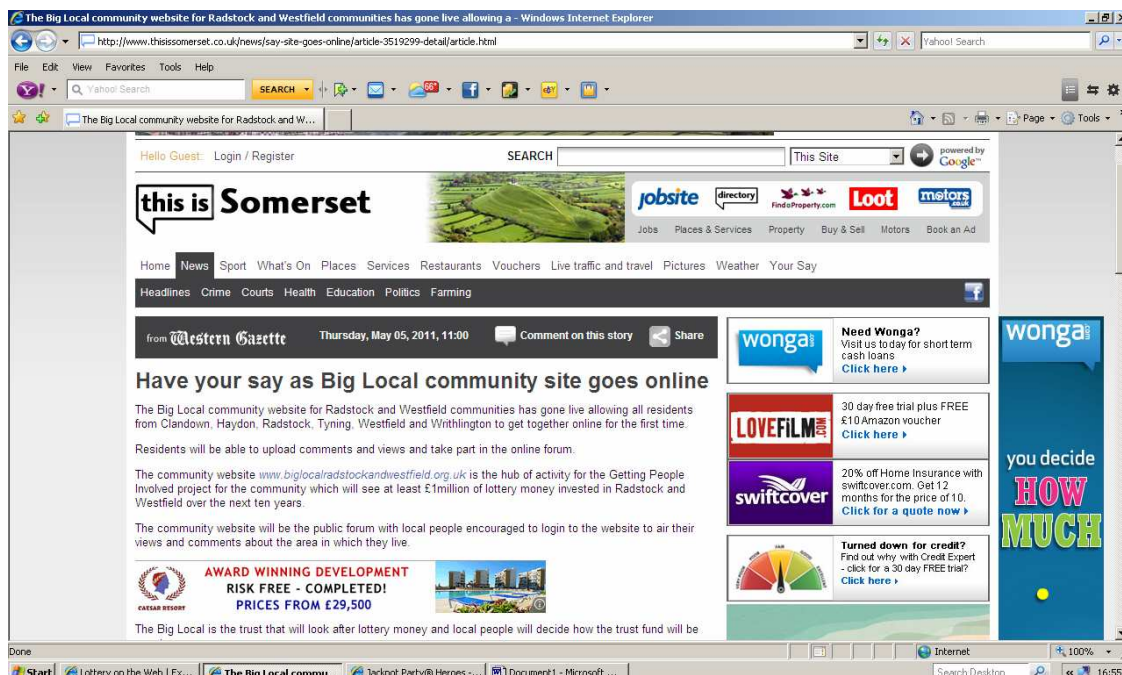 The Big Local community website for Radstock and Westfield communities has gone live allowing a - Windows Internet Explorer
http://www.thisissomerset.co.uk/news/say-site-goes-online/article-3519299-detail/article.html
Yahoo! Search
File Edit View Favorites Tools Help
Y! Yahoo! Search SEARCH 66° eBY
The Big Local community website for Radstock and W...
Page Tools
Hello Guest: Login / Register SEARCH This Site powered by Google™
this is Somerset
jobsite directory FindaProperty.com Loot motors.co.uk
Jobs Places & Services Property Buy & Sell Motors Book an Ad
Home News Sport What's On Places Services Restaurants Vouchers Live traffic and travel Pictures Weather Your Say
Headlines Crime Courts Health Education Politics Farming
from Western Gazette Thursday, May 05, 2011, 11:00 Comment on this story Share
Have your say as Big Local community site goes online
The Big Local community website for Radstock and Westfield communities has gone live allowing all residents
from Clandown, Haydon, Radstock, Tyning, Westfield and Writhlington to get together online for the first time.
Residents will be able to upload comments and views and take part in the online forum.
The community website www.biglocalradstockandwestfield.org.uk is the hub of activity for the Getting People
Involved project for the community which will see at least £1million of lottery money invested in Radstock and
Westfield over the next ten years.
The community website will be the public forum with local people encouraged to login to the website to air their
views and comments about the area in which they live.
CAESAR RESORT
AWARD WINNING DEVELOPMENT
RISK FREE - COMPLETED!
PRICES FROM £29,500
The Big Local is the trust that will look after lottery money and local people will decide how the trust fund will be
wonga.com
Need Wonga?
Visit us today for short term
cash loans
Click here
LOVEFiLM.COM
30 day free trial plus FREE
£10 Amazon voucher
Click here
swiftcover
20% off Home Insurance with
swiftcover.com. Get 12
months for the price of 10.
Click for a quote now
Turned down for credit?
Find out why with Credit Expert
- click for a 30 day FREE trial?
Click here
wonga.com
you decide
HOW
MUCH
Done Internet 100%
Start Lottery on the Web | Ex... The Big Local commu... Jackpot Party® Heroes -... Document1 - Microsoft ... Search Desktop 16:55